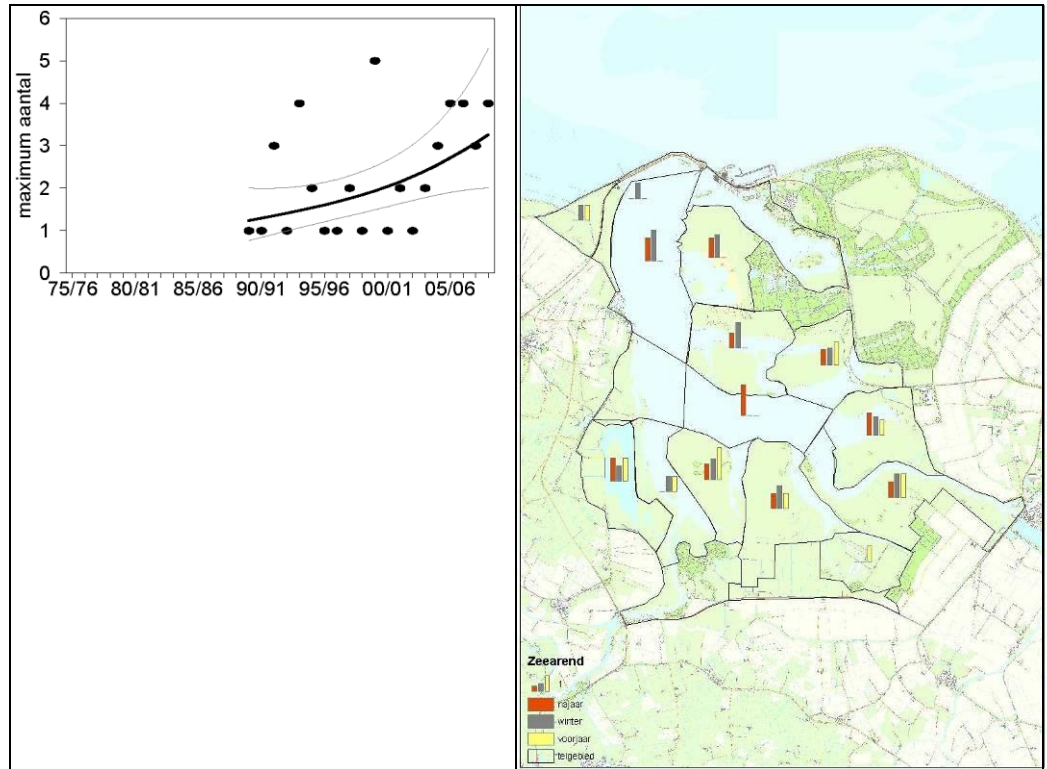 maximum aantal
6
5
4
3
2
1
0
75/76 80/81 85/86 90/91 95/96 00/01 05/06
Zeearend
najaar
winter
voorjaar
telgebied